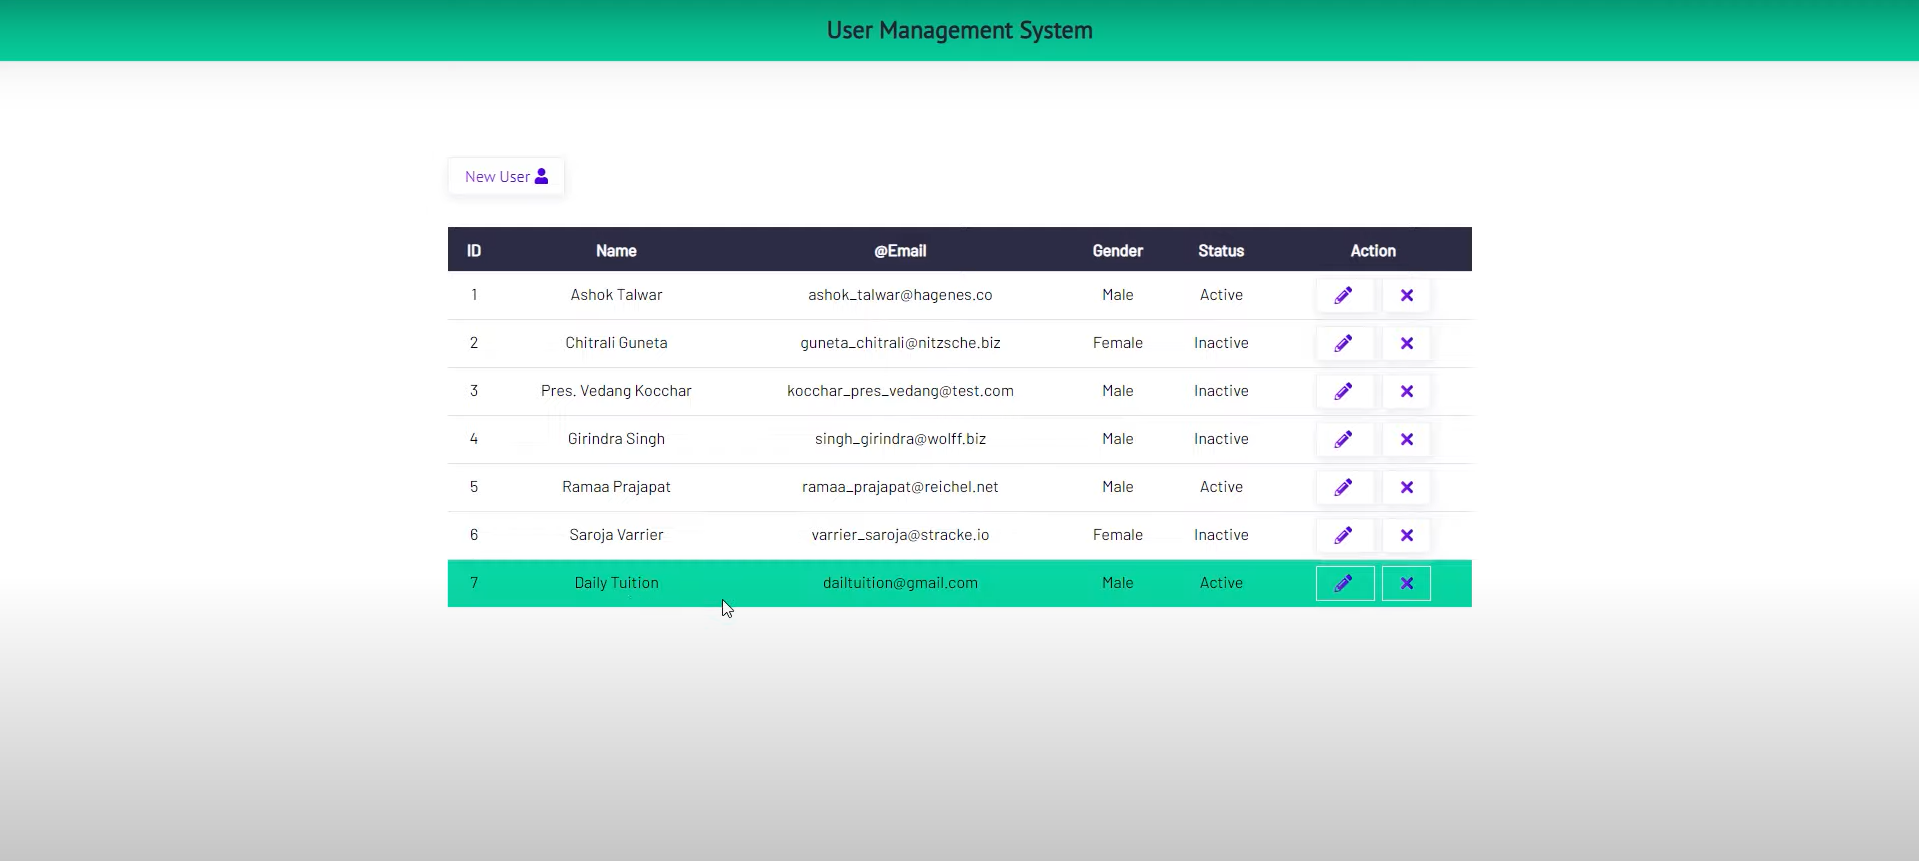 User Management System
New User
ID Name @Email Gender Status Action
1 Ashok Talwar ashok_talwar@hagenes.co Male Active
2 Chitrali Guneta guneta_chitrali@nitzsche.biz Female Inactive
3 Pres. Vedang Kocchar kocchar_pres_vedang@test.com Male Inactive
4 Girindra Singh singh_girindra@wolff.biz Male Inactive
5 Ramaa Prajapat ramaa_prajapat@reichel.net Male Active
6 Saroja Varrier varrier_saroja@stracke.io Female Inactive
7 Daily Tuition dailtuition@gmail.com Male Active